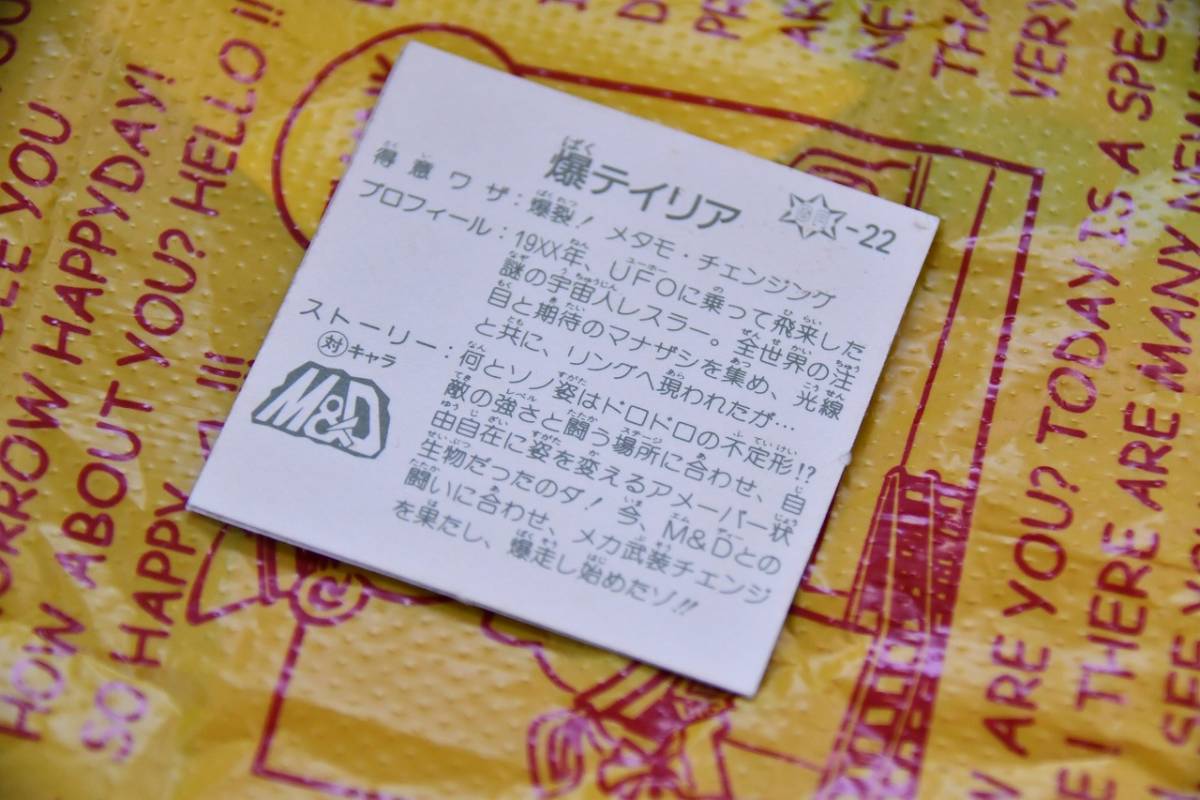 爆テイリア
-22
得意ワザ：爆裂！ メタモ・チェンジング
プロフィール：19XX年、UFOに乗って飛来した
謎の宇宙人レスラー。全世界の注
目と期待のマナザシを集め、光線
と共に、リングへ現われたが…
ストーリー：何とソノ姿はドロドロの不定形!?
敵の強さと闘う場所に合わせ、自
由自在に姿を変えるアメーバー状
生物だったのダ！今、M&Dとの
闘いに合わせ、メカ武装チェンジ
を果たし、爆走し始めたゾ!!
対キャラ
M&D
HOW ABOUT YOU? HELLO !!
SO HAPPY
HAPPYDAY!
ARE YOU? TODAY IS A SPEC
THERE ARE MANY NE
VERY